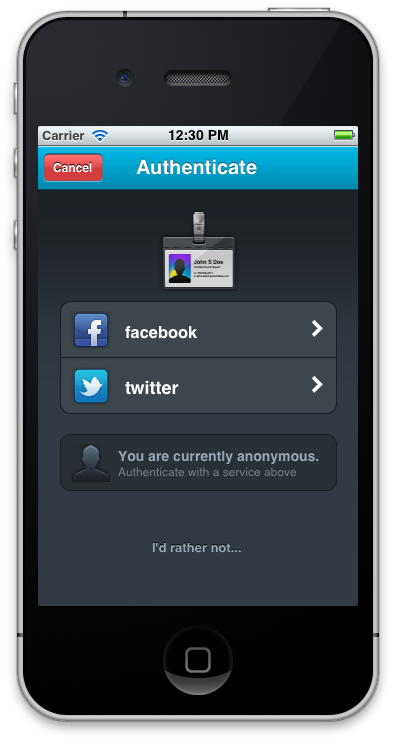 Carrier 12:30 PM
Cancel Authenticate
John S Doe
facebook
twitter
You are currently anonymous.
Authenticate with a service above
I'd rather not...